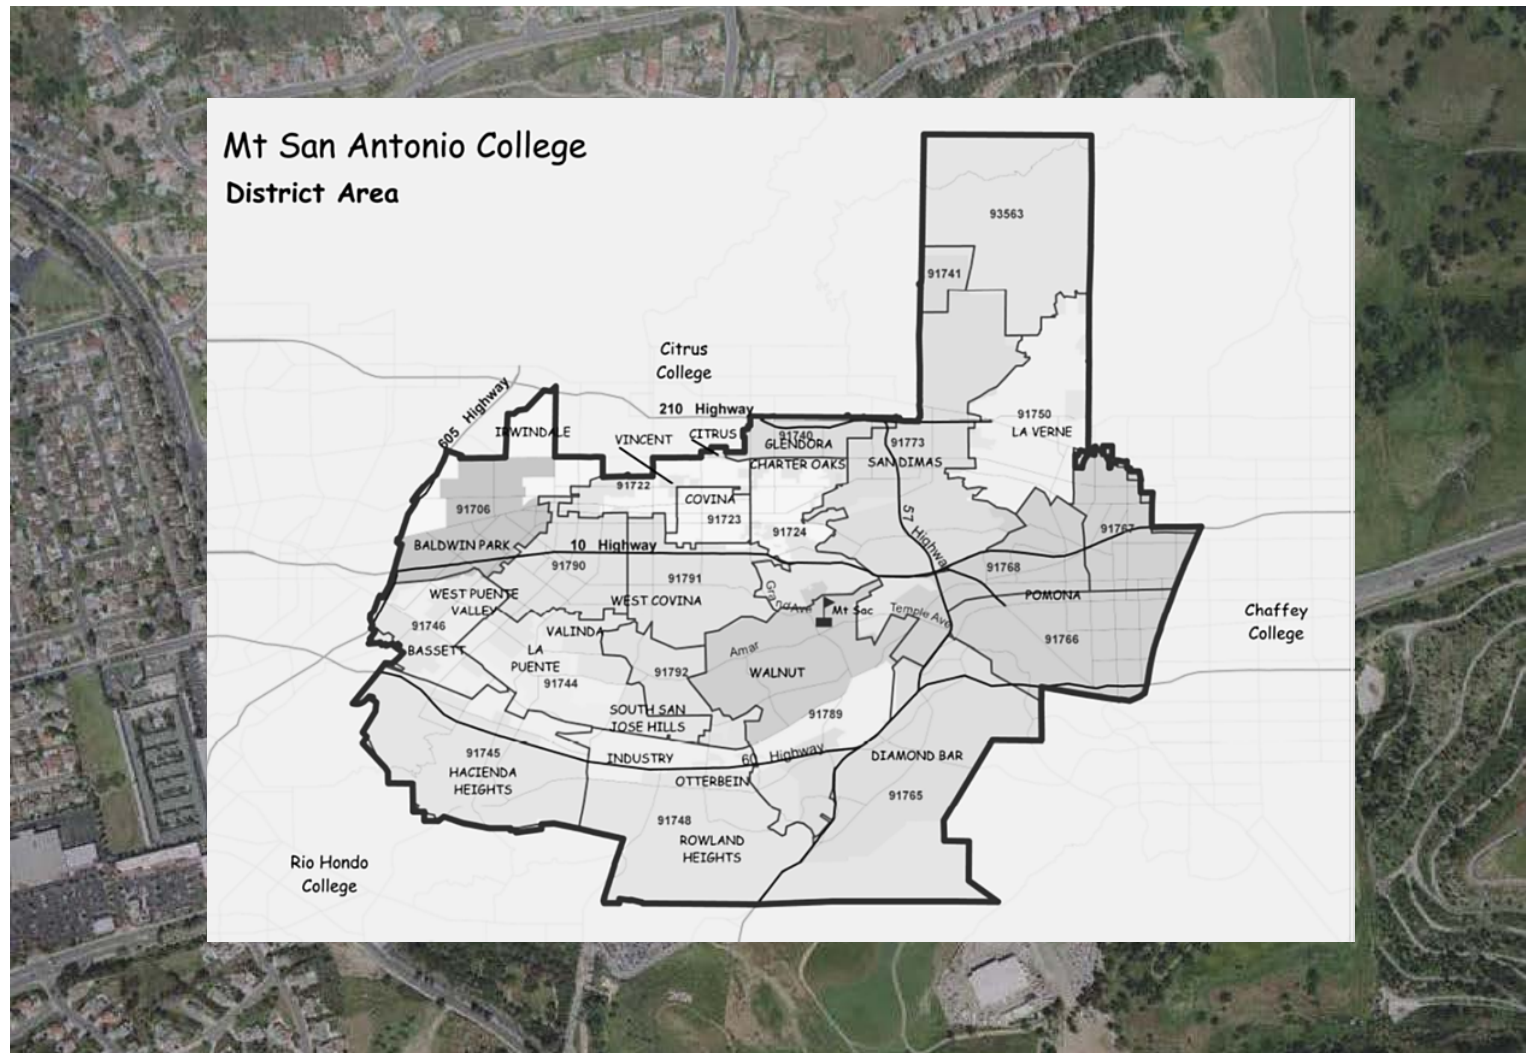 Mt San Antonio College
District Area
93563
91741
Citrus
College
605 Highway
210 Highway
91750
LA VERNE
IRWINDALE
VINCENT
CITRUS
91740
GLENDORA
91773
CHARTER OAKS
SAN DIMAS
91722
COVINA
91706
91723
91724
57 Highway
91767
BALDWIN PARK
10 Highway
91790
91791
91768
WEST PUENTE
VALLEY
WEST COVINA
Grand Ave
Mt Sac
Temple Ave
POMONA
Chaffey
College
91746
VALINDA
91766
BASSETT
LA
PUENTE
Amar
WALNUT
91744
91792
SOUTH SAN
JOSE HILLS
91789
91745
HACIENDA
HEIGHTS
INDUSTRY
60 Highway
DIAMOND BAR
OTTERBEIN
91765
91748
ROWLAND
HEIGHTS
Rio Hondo
College